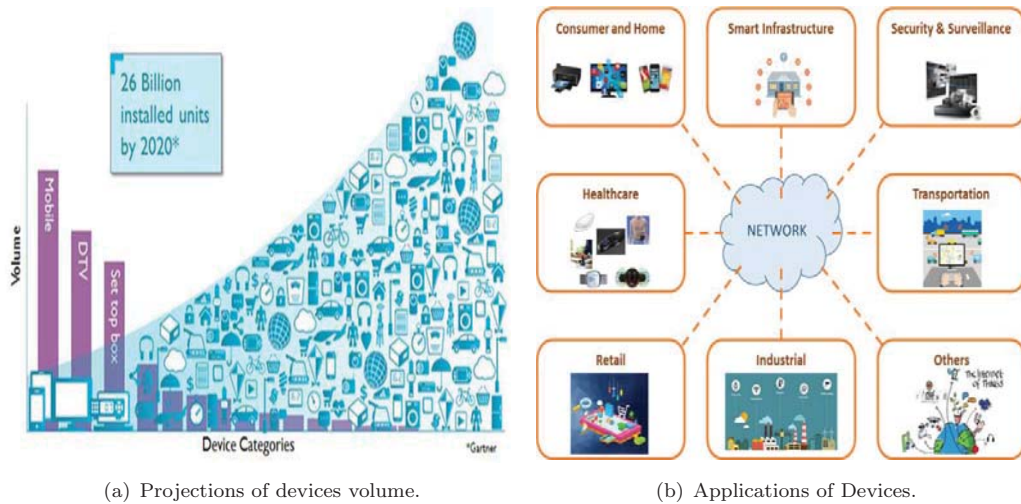 26 Billion
installed units
by 2020*
Volume
Mobile
DTV
Set top box
Device Categories
*Gartner
(a) Projections of devices volume.
Consumer and Home
Smart Infrastructure
Security & Surveillance
Healthcare
NETWORK
Transportation
Retail
Industrial
Others
THE INTERNET
OF THINGS
(b) Applications of Devices.